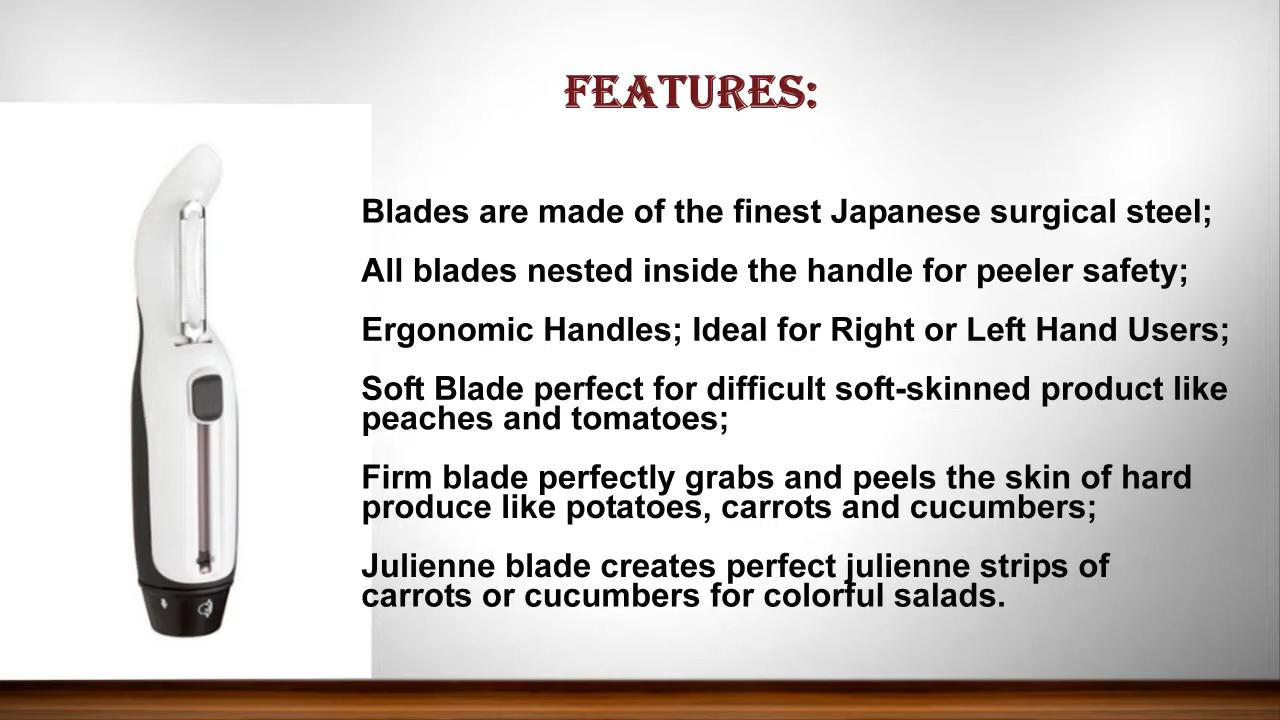 FEATURES:
Blades are made of the finest Japanese surgical steel;
All blades nested inside the handle for peeler safety;
Ergonomic Handles; Ideal for Right or Left Hand Users;
Soft Blade perfect for difficult soft-skinned product like
peaches and tomatoes;
Firm blade perfectly grabs and peels the skin of hard
produce like potatoes, carrots and cucumbers;
Julienne blade creates perfect julienne strips of
carrots or cucumbers for colorful salads.